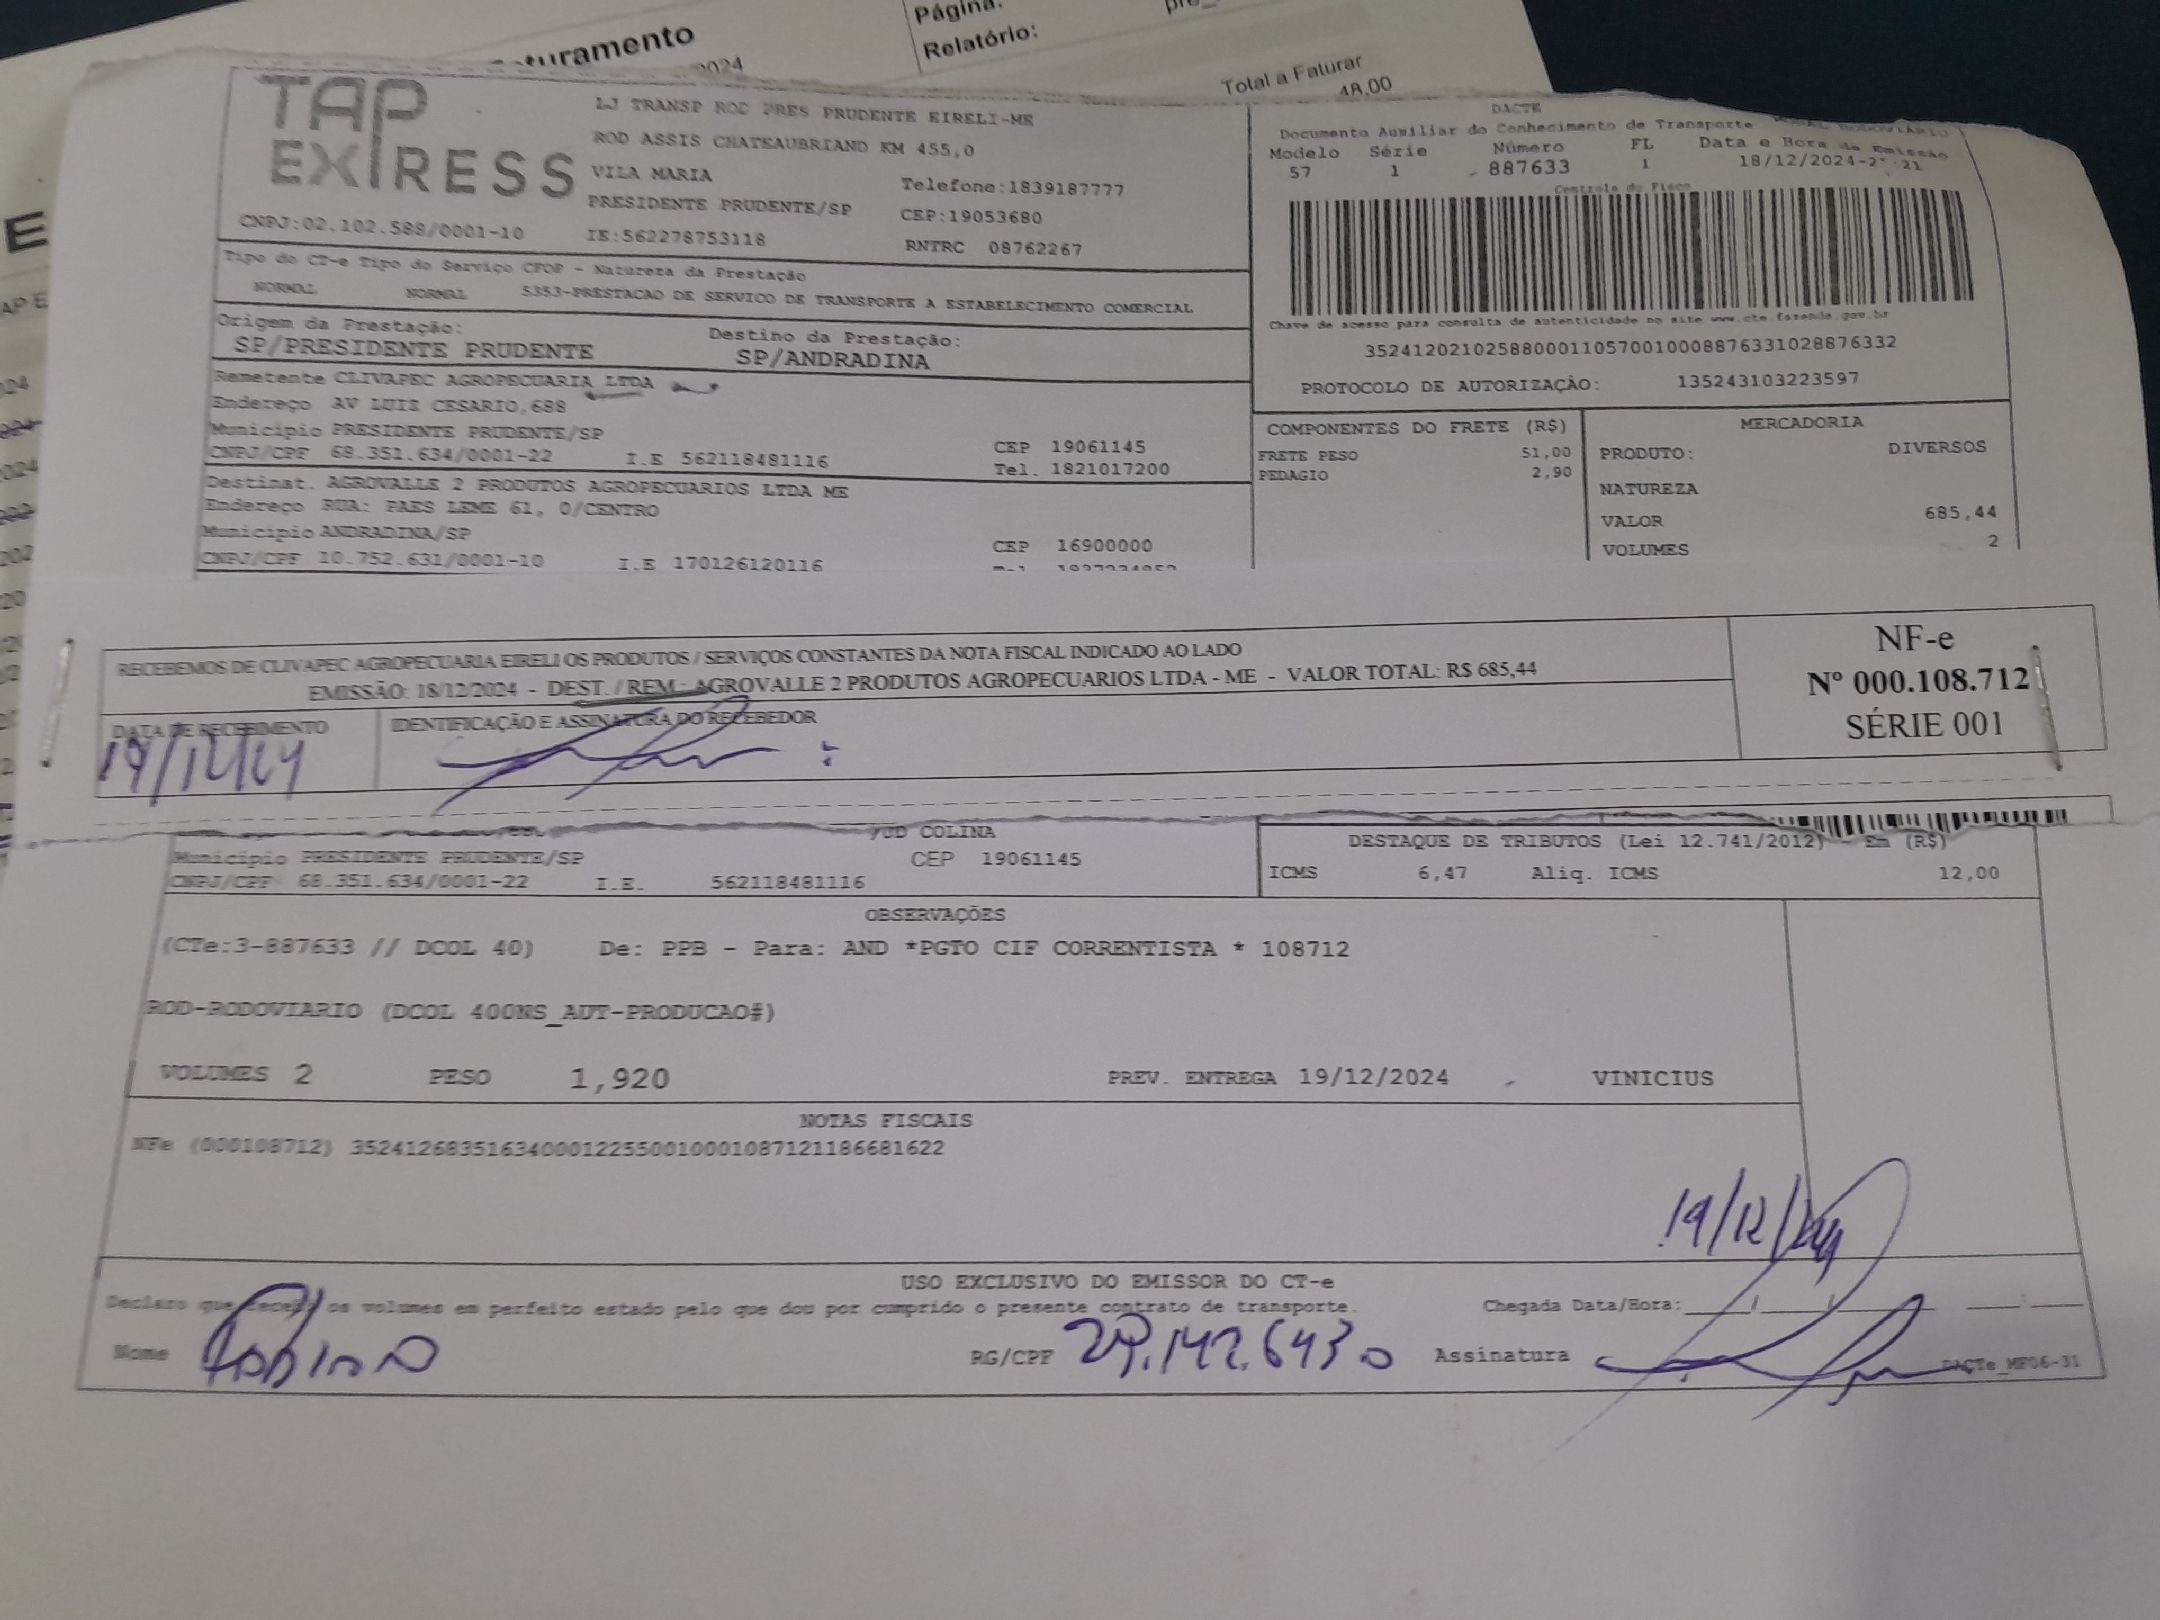 Página:
Relatório:
Total a Faturar
48,00
TAP
EXPRESS
LJ TRANSP ROD PRES PRUDENTE EIRELI-ME
ROD ASSIS CHATEAUBRIAND KM 455,0
VILA MARIA
Telefone:1839187777
PRESIDENTE PRUDENTE/SP
CEP:19053680
CNPJ:02.102.588/0001-10
IE:562278753118
RNTRC 08762267
DACTE
Documento Auxiliar do Conhecimento de Transporte
Modelo Série Número FL Data e Hora de Emissão
57 1 887633 1 18/12/2024-
Controle do Fisco
Chave de acesso para consulta de autenticidade no site www.cte.fazenda.gov.br
35241202102588000110570010008876331028876332
PROTOCOLO DE AUTORIZAÇÃO: 135243103223597
Tipo do CT-e Tipo do Serviço CFOP - Natureza da Prestação
NORMAL NORMAL 5353-PRESTACAO DE SERVICO DE TRANSPORTE A ESTABELECIMENTO COMERCIAL
Origem da Prestação: Destino da Prestação:
SP/PRESIDENTE PRUDENTE SP/ANDRADINA
Remetente CLIVAPEC AGROPECUARIA LTDA
Endereço AV LUIS CESARIO,688
Município PRESIDENTE PRUDENTE/SP CEP 19061145
CNPJ/CPF 68.351.634/0001-22 I.E 562118481116 Tel. 1821017200
Destinat. AGROVALLE 2 PRODUTOS AGROPECUARIOS LTDA ME
Endereço RUA: PAES LEME 61, 0/CENTRO
Município ANDRADINA/SP CEP 16900000
CNPJ/CPF 10.752.631/0001-10 I.E 170126120116
COMPONENTES DO FRETE (R$)
FRETE PESO 51,00
PEDAGIO 2,90
MERCADORIA
PRODUTO: DIVERSOS
NATUREZA
VALOR 685,44
VOLUMES 2
RECEBEMOS DE CLIVAPEC AGROPECUARIA EIRELI OS PRODUTOS / SERVIÇOS CONSTANTES DA NOTA FISCAL INDICADO AO LADO
EMISSÃO: 18/12/2024 - DEST. / REM.: AGROVALLE 2 PRODUTOS AGROPECUARIOS LTDA - ME - VALOR TOTAL: R$ 685,44
NF-e
Nº 000.108.712
SÉRIE 001
DATA DE RECEBIMENTO
IDENTIFICAÇÃO E ASSINATURA DO RECEBEDOR
19/12/24
JD COLINA
Município PRESIDENTE PRUDENTE/SP CEP 19061145
CNPJ/CPF 68.351.634/0001-22 I.E. 562118481116
DESTAQUE DE TRIBUTOS (Lei 12.741/2012) - Em (R$)
ICMS 6,47 Aliq. ICMS 12,00
OBSERVAÇÕES
(CTe:3-887633 // DCOL 40) De: PPB - Para: AND *PGTO CIF CORRENTISTA * 108712
ROD-RODOVIARIO (DCOL 400NS_AUT-PRODUCAO#)
VOLUMES 2 PESO 1,920 PREV. ENTREGA 19/12/2024 - VINICIUS
NOTAS FISCAIS
NFe (000108712) 35241268351634000122550010001087121186681622
19/12/
USO EXCLUSIVO DO EMISSOR DO CT-e
Declaro que recebi os volumes em perfeito estado pelo que dou por cumprido o presente contrato de transporte.
Chegada Data/Hora:
Nome RG/CPF 29.142.643 0 Assinatura
DACTe_MF06-31